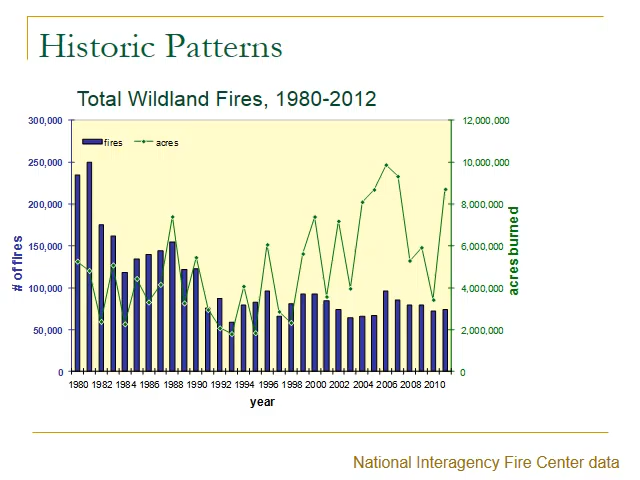 Historic Patterns
Total Wildland Fires, 1980-2012
300,000
250,000
200,000
150,000
100,000
50,000
0
# of fires
fires
acres
12,000,000
10,000,000
8,000,000
6,000,000
4,000,000
2,000,000
0
acres burned
1980 1982 1984 1986 1988 1990 1992 1994 1996 1998 2000 2002 2004 2006 2008 2010
year
National Interagency Fire Center data